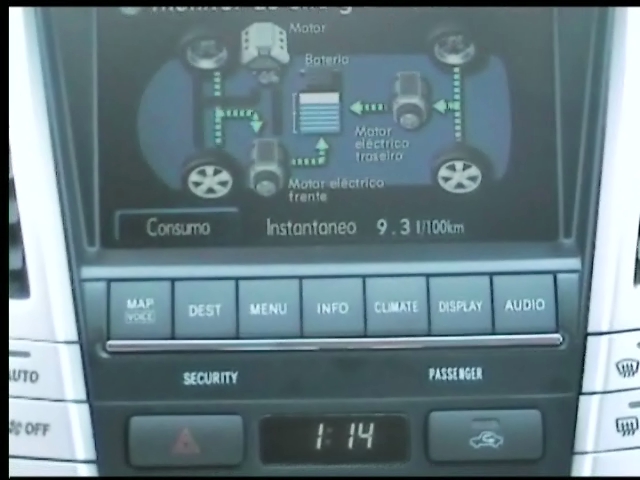 Motor
Batería
Motor
eléctrico
traseiro
Motor eléctrico
frente
Consumo Instantaneo 9.3 l/100km
MAP
VOICE
DEST
MENU
INFO
CLIMATE
DISPLAY
AUDIO
AUTO
SECURITY
PASSENGER
OFF
1:14